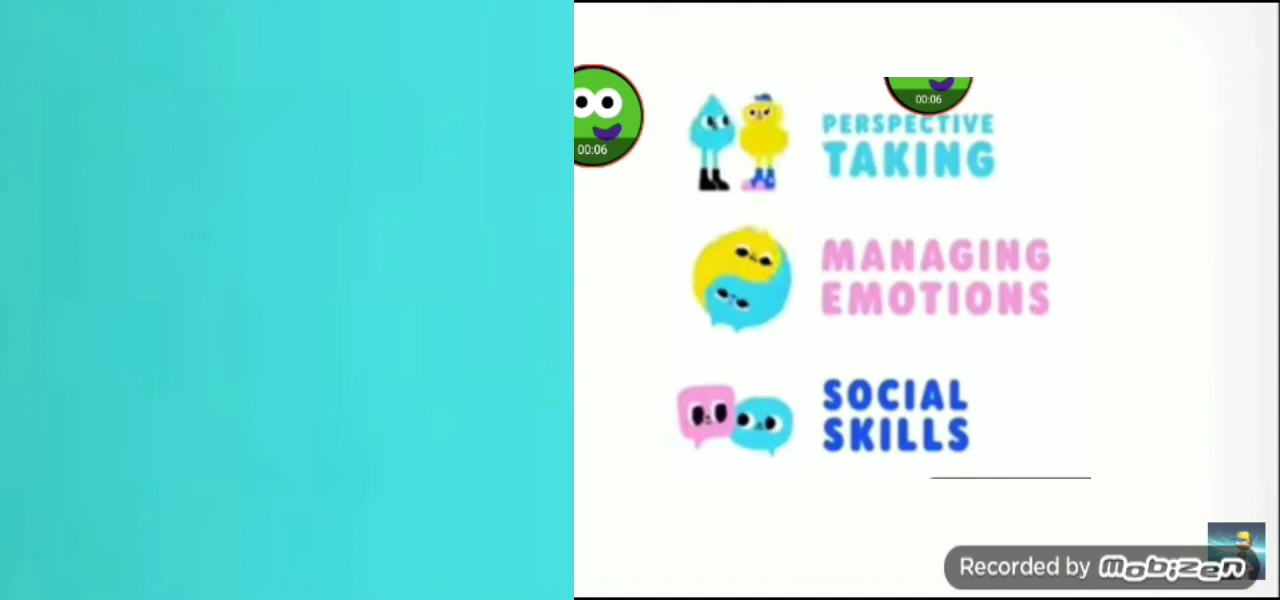 00:06
00:06
PERSPECTIVE
TAKING
MANAGING
EMOTIONS
SOCIAL
SKILLS
Recorded by mobizen